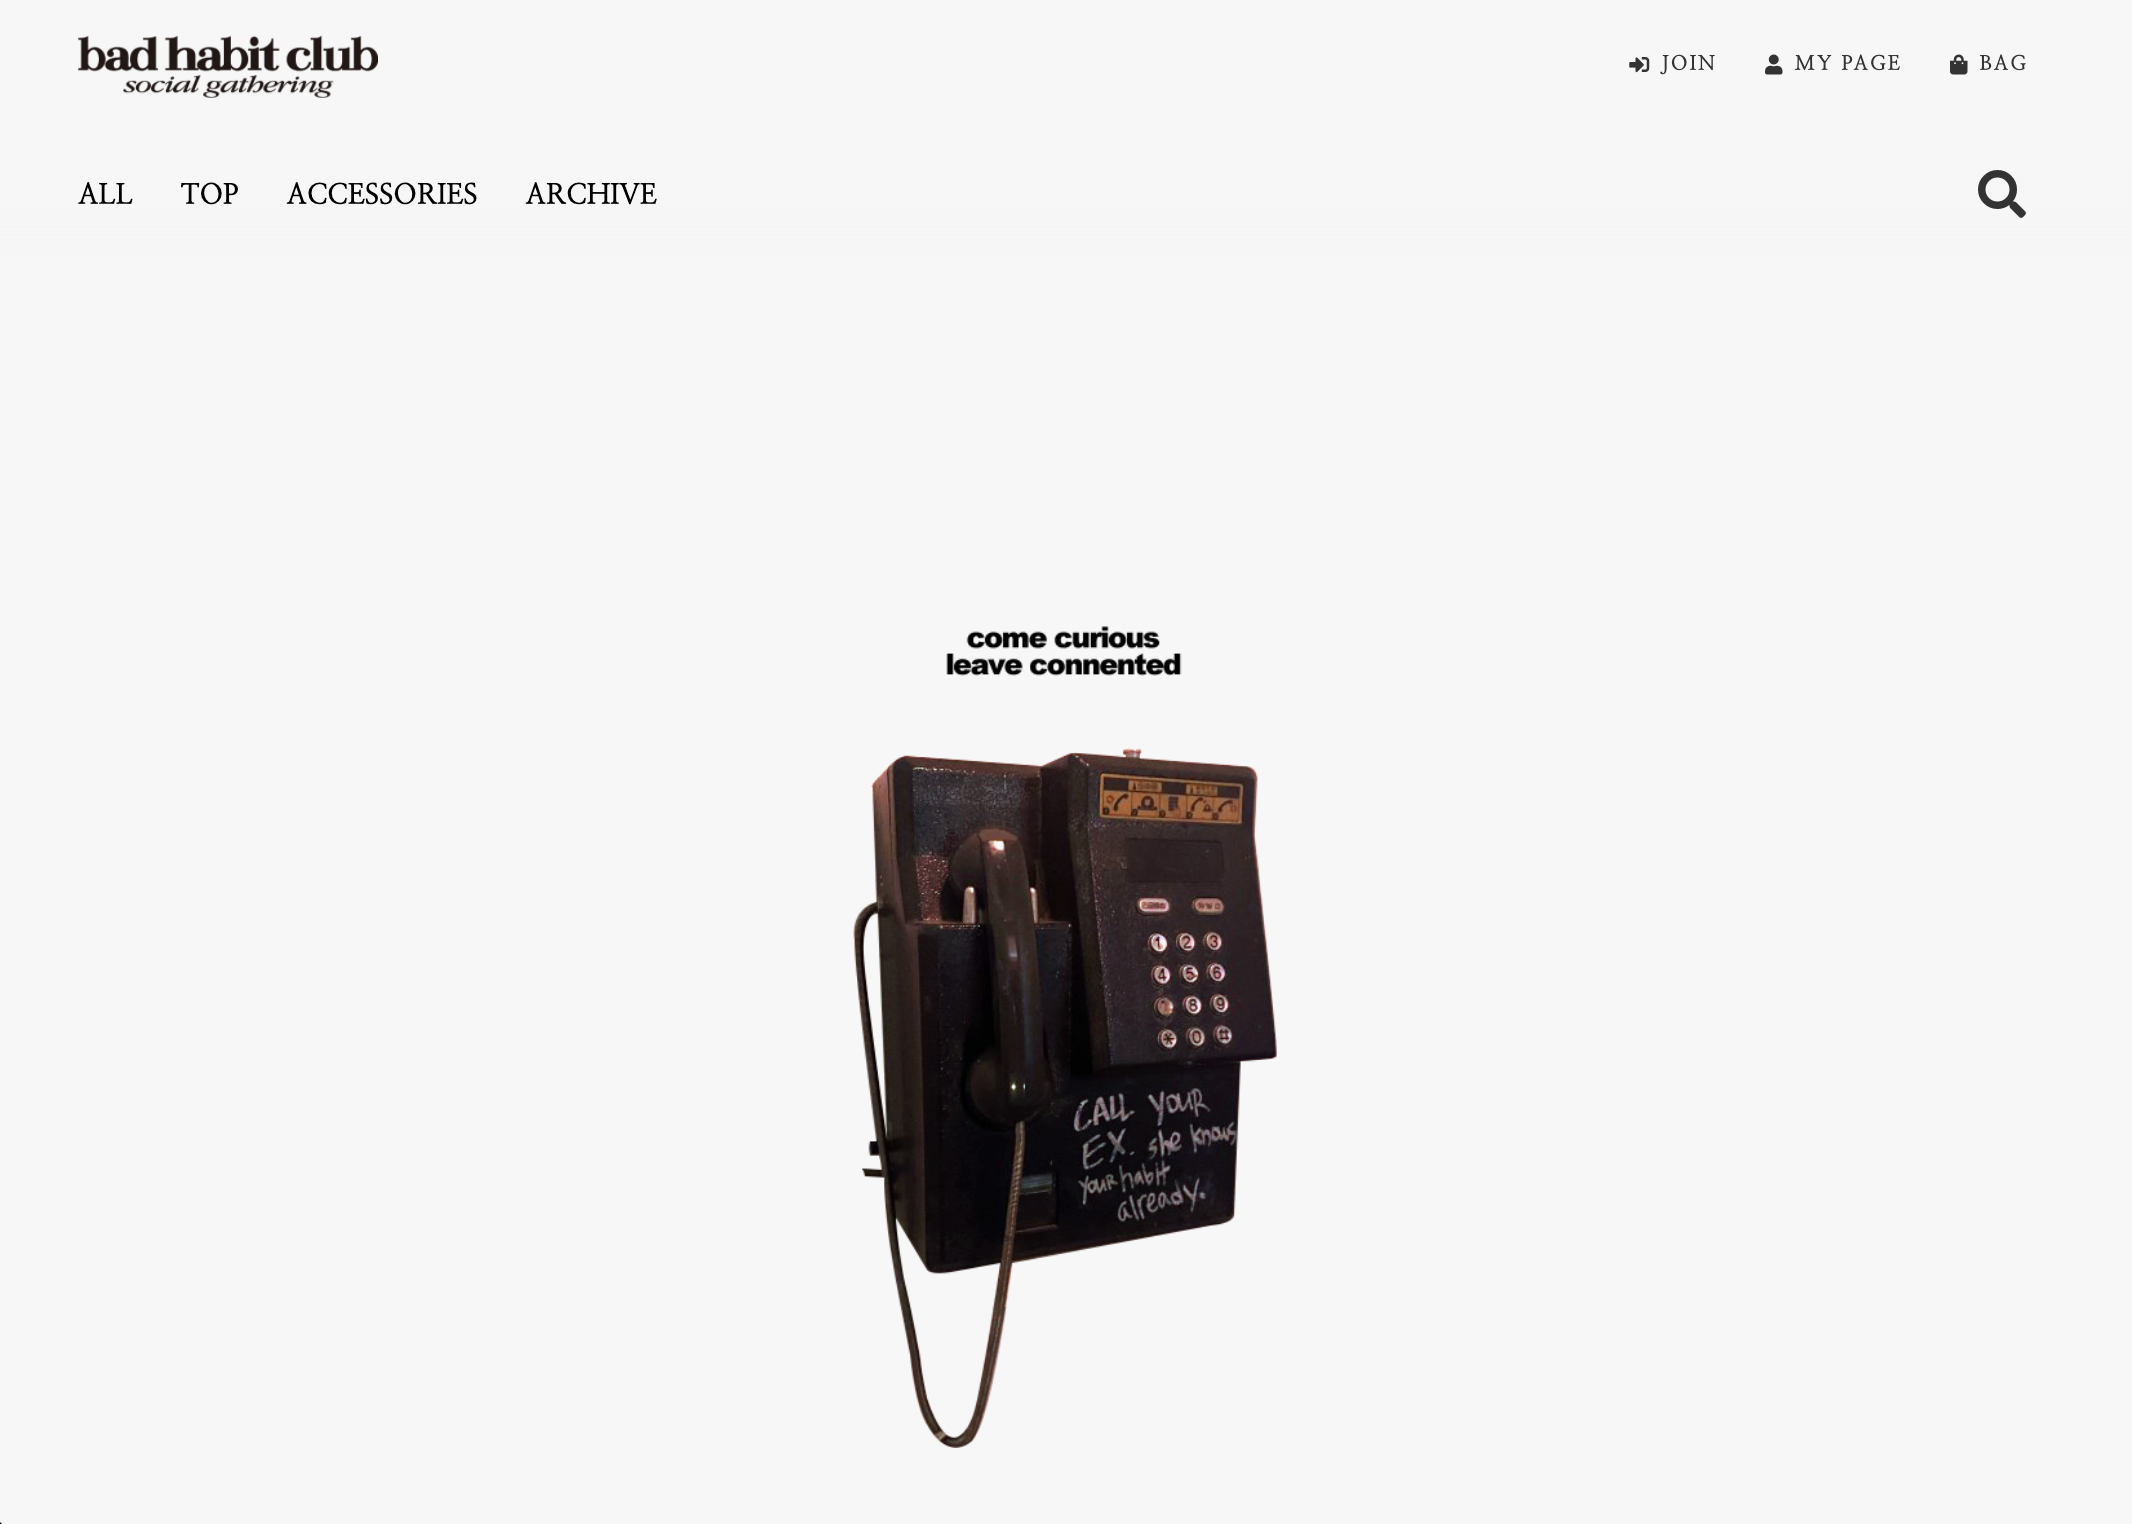 bad habit club
social gathering
JOIN
MY PAGE
BAG
ALL
TOP
ACCESSORIES
ARCHIVE
come curious
leave connented
1 2 3
4 5 6
8 9
* 0 #
CALL YOUR
EX. she knows
your habit
already.